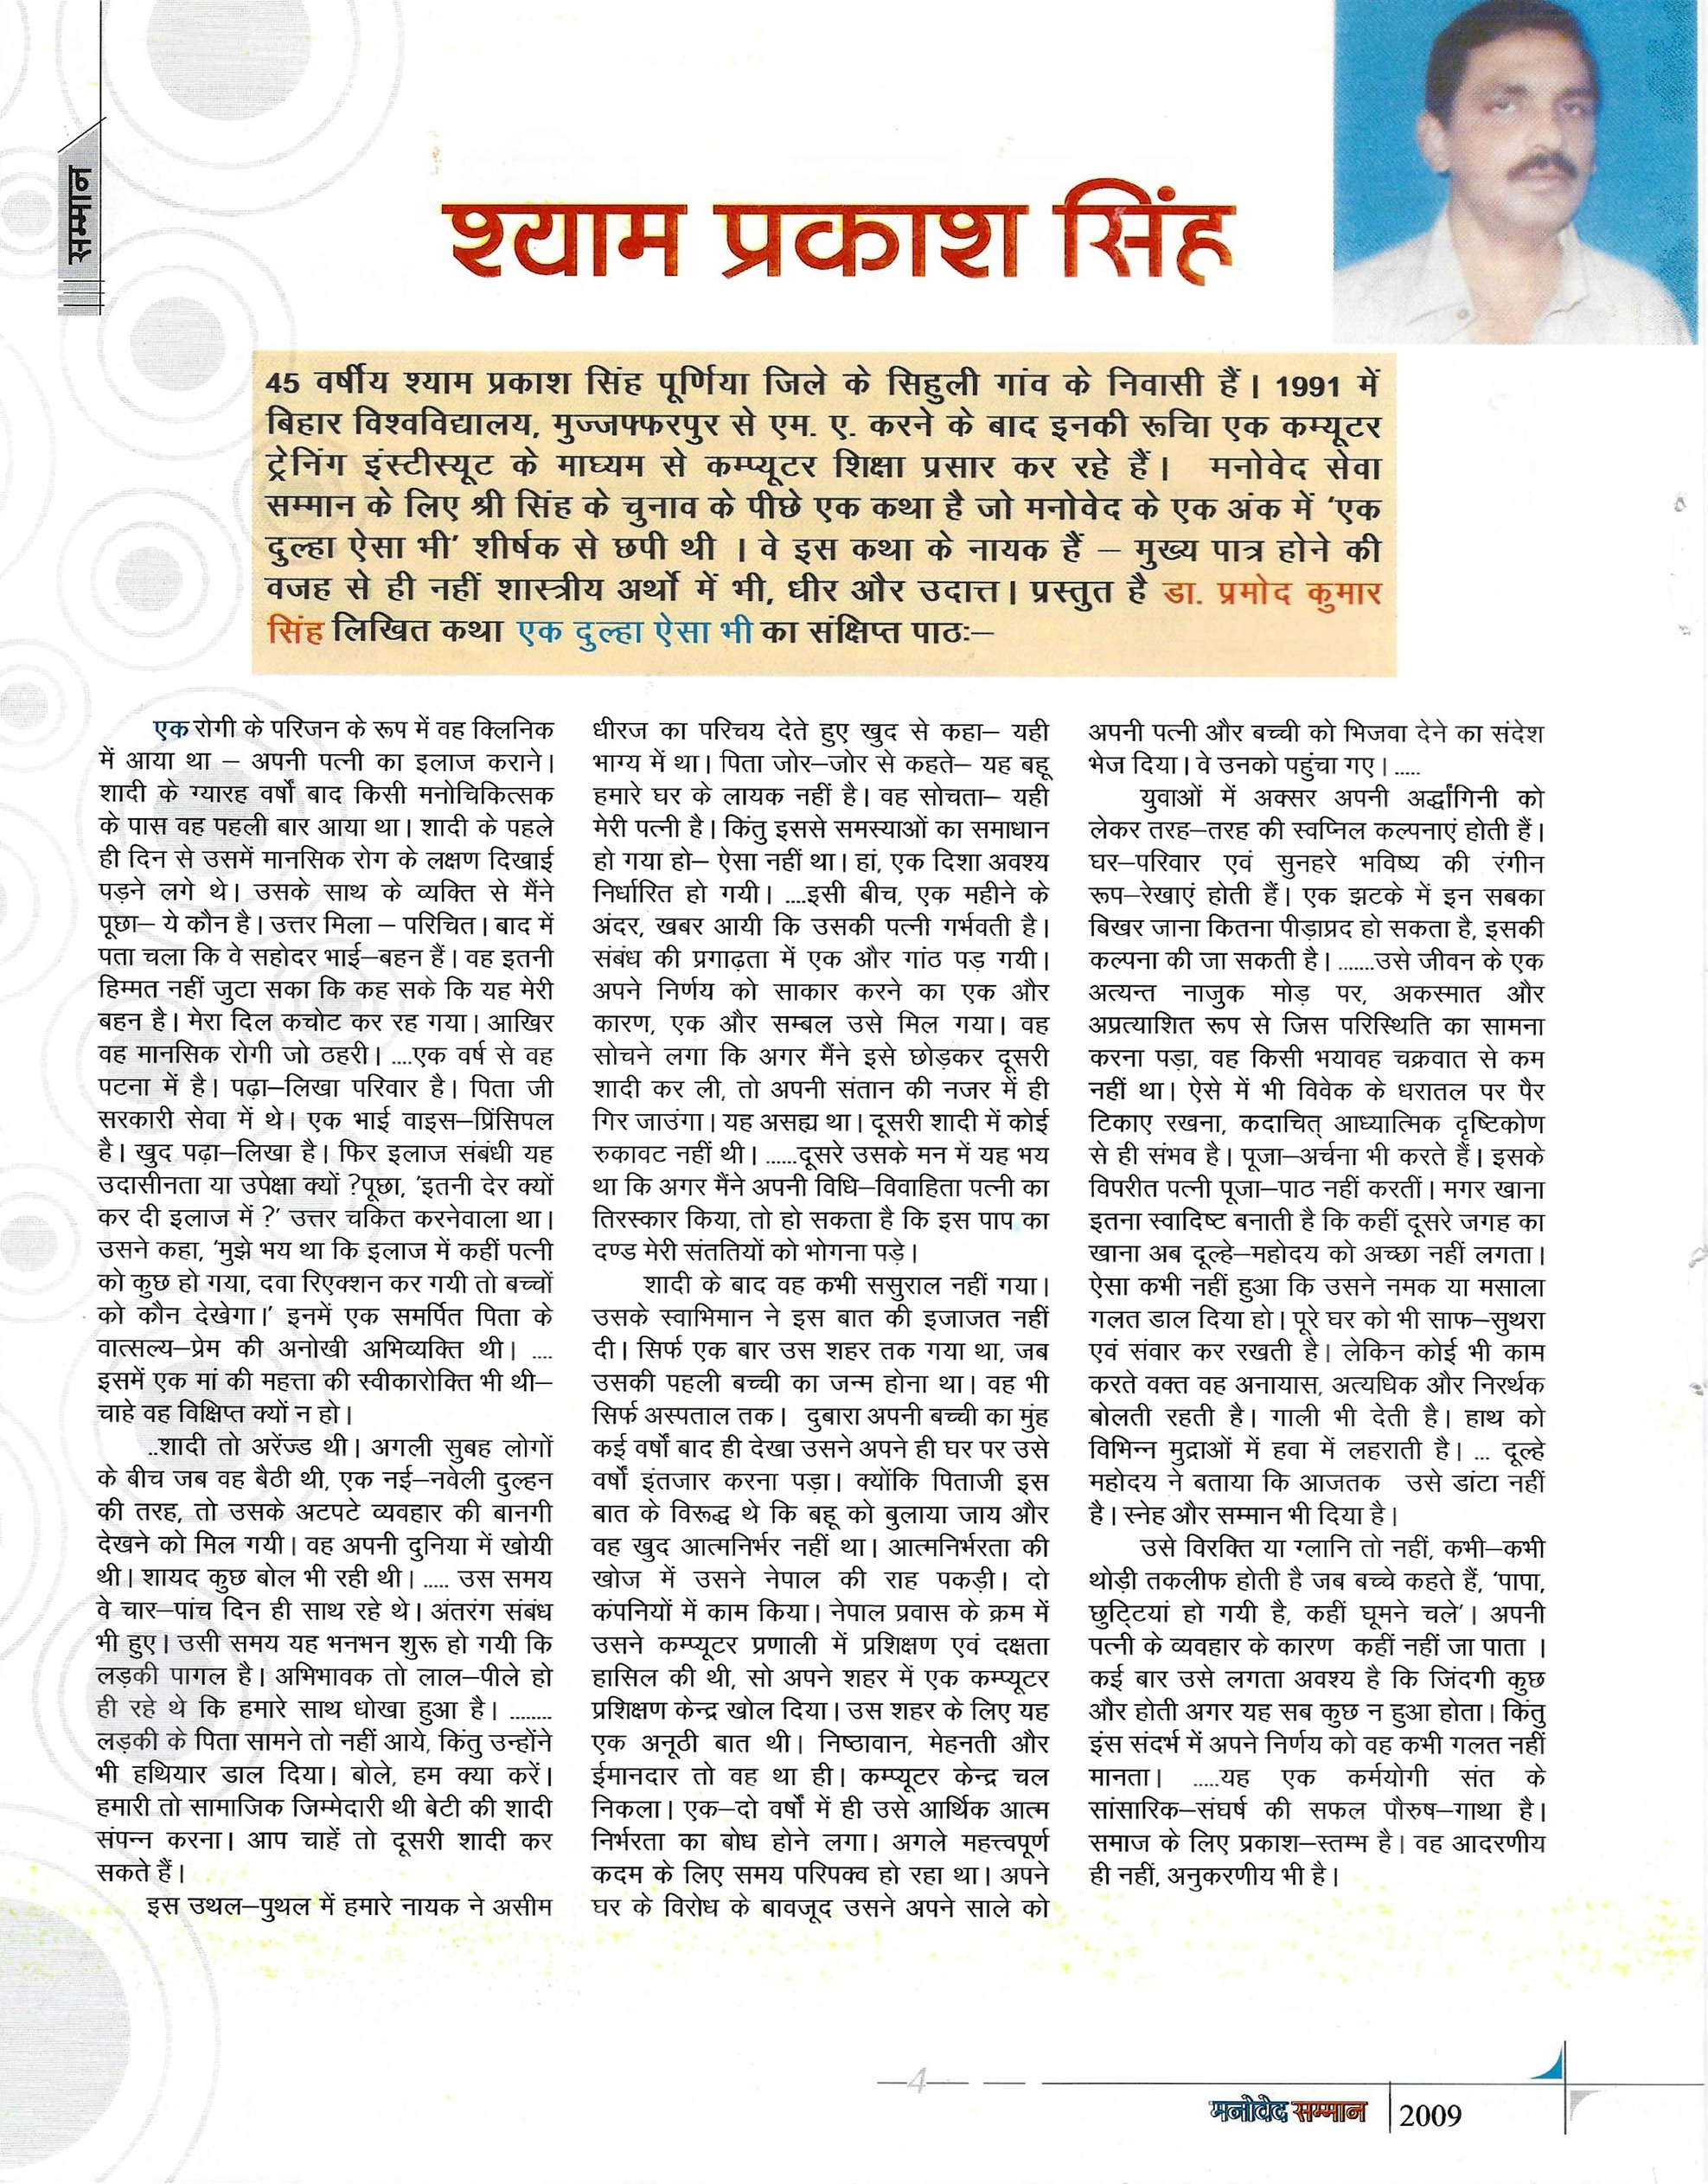 सम्मान
श्याम प्रकाश सिंह
45 वर्षीय श्याम प्रकाश सिंह पूर्णिया जिले के सिहुली गांव के निवासी हैं। 1991 में
बिहार विश्वविद्यालय, मुज्जफ्फरपुर से एम. ए. करने के बाद इनकी रूचिा एक कम्यूटर
ट्रेनिंग इंस्टीस्यूट के माघ्यम से कम्प्यूटर शिक्षा प्रसार कर रहे हैं। मनोवेद सेवा
सम्मान के लिए श्री सिंह के चुनाव के पीछे एक कथा है जो मनोवेद के एक अंक में 'एक
दुल्हा ऐसा भी' शीर्षक से छपी थी । वे इस कथा के नायक हैं – मुख्य पात्र होने की
वजह से ही नहीं शास्त्रीय अर्थो में भी, धीर और उदात्त। प्रस्तुत है डा. प्रमोद कुमार
सिंह लिखित कथा एक दुल्हा ऐसा भी का संक्षिप्त पाठः–
एक रोगी के परिजन के रूप में वह क्लिनिक
में आया था – अपनी पत्नी का इलाज कराने।
शादी के ग्यारह वर्षों बाद किसी मनोचिकित्सक
के पास वह पहली बार आया था। शादी के पहले
ही दिन से उसमें मानसिक रोग के लक्षण दिखाई
पड़ने लगे थे। उसके साथ के व्यक्ति से मैंने
पूछा– ये कौन है। उत्तर मिला – परिचित। बाद में
पता चला कि वे सहोदर भाई–बहन हैं। वह इतनी
हिम्मत नहीं जुटा सका कि कह सके कि यह मेरी
बहन है। मेरा दिल कचोट कर रह गया। आखिर
वह मानसिक रोगी जो ठहरी। ....एक वर्ष से वह
पटना में है। पढ़ा–लिखा परिवार है। पिता जी
सरकारी सेवा में थे। एक भाई वाइस–प्रिंसिपल
है। खुद पढ़ा–लिखा है। फिर इलाज संबंधी यह
उदासीनता या उपेक्षा क्यों ?पूछा, 'इतनी देर क्यों
कर दी इलाज में ?' उत्तर चकित करनेवाला था।
उसने कहा, 'मुझे भय था कि इलाज में कहीं पत्नी
को कुछ हो गया, दवा रिएक्शन कर गयी तो बच्चों
को कौन देखेगा।' इनमें एक समर्पित पिता के
वात्सल्य–प्रेम की अनोखी अभिव्यक्ति थी। ....
इसमें एक मां की महत्ता की स्वीकारोक्ति भी थी–
चाहे वह विक्षिप्त क्यों न हो।
..शादी तो अरेंज्ड थी। अगली सुबह लोगों
के बीच जब वह बैठी थी, एक नई–नवेली दुल्हन
की तरह, तो उसके अटपटे व्यवहार की बानगी
देखने को मिल गयी। वह अपनी दुनिया में खोयी
थी। शायद कुछ बोल भी रही थी। ..... उस समय
वे चार–पांच दिन ही साथ रहे थे। अंतरंग संबंध
भी हुए। उसी समय यह भनभन शुरू हो गयी कि
लड़की पागल है। अभिभावक तो लाल–पीले हो
ही रहे थे कि हमारे साथ धोखा हुआ है। ........
लड़की के पिता सामने तो नहीं आये, किंतु उन्होंने
भी हथियार डाल दिया। बोले, हम क्या करें।
हमारी तो सामाजिक जिम्मेदारी थी बेटी की शादी
संपन्न करना। आप चाहें तो दूसरी शादी कर
सकते हैं।
इस उथल–पुथल में हमारे नायक ने असीम
धीरज का परिचय देते हुए खुद से कहा– यही
भाग्य में था। पिता जोर–जोर से कहते– यह बहू
हमारे घर के लायक नहीं है। वह सोचता– यही
मेरी पत्नी है। किंतु इससे समस्याओं का समाधान
हो गया हो– ऐसा नहीं था। हां, एक दिशा अवश्य
निर्धारित हो गयी। ....इसी बीच, एक महीने के
अंदर, खबर आयी कि उसकी पत्नी गर्भवती है।
संबंध की प्रगाढ़ता में एक और गांठ पड़ गयी।
अपने निर्णय को साकार करने का एक और
कारण, एक और सम्बल उसे मिल गया। वह
सोचने लगा कि अगर मैंने इसे छोड़कर दूसरी
शादी कर ली, तो अपनी संतान की नजर में ही
गिर जाउंगा। यह असह्य था। दूसरी शादी में कोई
रुकावट नहीं थी। ......दूसरे उसके मन में यह भय
था कि अगर मैंने अपनी विधि–विवाहिता पत्नी का
तिरस्कार किया, तो हो सकता है कि इस पाप का
दण्ड मेरी संततियों को भोगना पड़े।
शादी के बाद वह कभी ससुराल नहीं गया।
उसके स्वाभिमान ने इस बात की इजाजत नहीं
दी। सिर्फ एक बार उस शहर तक गया था, जब
उसकी पहली बच्ची का जन्म होना था। वह भी
सिर्फ अस्पताल तक। दुबारा अपनी बच्ची का मुंह
कई वर्षों बाद ही देखा उसने अपने ही घर पर उसे
वर्षों इंतजार करना पड़ा। क्योंकि पिताजी इस
बात के विरूद्ध थे कि बहू को बुलाया जाय और
वह खुद आत्मनिर्भर नहीं था। आत्मनिर्भरता की
खोज में उसने नेपाल की राह पकड़ी। दो
कंपनियों में काम किया। नेपाल प्रवास के क्रम में
उसने कम्प्यूटर प्रणाली में प्रशिक्षण एवं दक्षता
हासिल की थी, सो अपने शहर में एक कम्प्यूटर
प्रशिक्षण केन्द्र खोल दिया। उस शहर के लिए यह
एक अनूठी बात थी। निष्ठावान, मेहनती और
ईमानदार तो वह था ही। कम्प्यूटर केन्द्र चल
निकला। एक–दो वर्षों में ही उसे आर्थिक आत्म
निर्भरता का बोध होने लगा। अगले महत्त्वपूर्ण
कदम के लिए समय परिपक्व हो रहा था। अपने
घर के विरोध के बावजूद उसने अपने साले को
अपनी पत्नी और बच्ची को भिजवा देने का संदेश
भेज दिया। वे उनको पहुंचा गए। .....
युवाओं में अक्सर अपनी अर्द्धांगिनी को
लेकर तरह–तरह की स्वप्निल कल्पनाएं होती हैं।
घर–परिवार एवं सुनहरे भविष्य की रंगीन
रूप–रेखाएं होती हैं। एक झटके में इन सबका
बिखर जाना कितना पीड़ाप्रद हो सकता है, इसकी
कल्पना की जा सकती है। .......उसे जीवन के एक
अत्यन्त नाजुक मोड़ पर, अकस्मात और
अप्रत्याशित रूप से जिस परिस्थिति का सामना
करना पड़ा, वह किसी भयावह चक्रवात से कम
नहीं था। ऐसे में भी विवेक के धरातल पर पैर
टिकाए रखना, कदाचित् आध्यात्मिक दृष्टिकोण
से ही संभव है। पूजा–अर्चना भी करते हैं। इसके
विपरीत पत्नी पूजा–पाठ नहीं करतीं। मगर खाना
इतना स्वादिष्ट बनाती है कि कहीं दूसरे जगह का
खाना अब दूल्हे–महोदय को अच्छा नहीं लगता।
ऐसा कभी नहीं हुआ कि उसने नमक या मसाला
गलत डाल दिया हो। पूरे घर को भी साफ–सुथरा
एवं संवार कर रखती है। लेकिन कोई भी काम
करते वक्त वह अनायास, अत्यधिक और निरर्थक
बोलती रहती है। गाली भी देती है। हाथ को
विभिन्न मुद्राओं में हवा में लहराती है। ... दूल्हे
महोदय ने बताया कि आजतक उसे डांटा नहीं
है। स्नेह और सम्मान भी दिया है।
उसे विरक्ति या ग्लानि तो नहीं, कभी–कभी
थोड़ी तकलीफ होती है जब बच्चे कहते हैं, 'पापा,
छुट्टियां हो गयी है, कहीं घूमने चले'। अपनी
पत्नी के व्यवहार के कारण कहीं नहीं जा पाता ।
कई बार उसे लगता अवश्य है कि जिंदगी कुछ
और होती अगर यह सब कुछ न हुआ होता। किंतु
इंस संदर्भ में अपने निर्णय को वह कभी गलत नहीं
मानता। .....यह एक कर्मयोगी संत के
सांसारिक–संघर्ष की सफल पौरुष–गाथा है।
समाज के लिए प्रकाश–स्तम्भ है। वह आदरणीय
ही नहीं, अनुकरणीय भी है।
4
मनोवेद सम्मान 2009